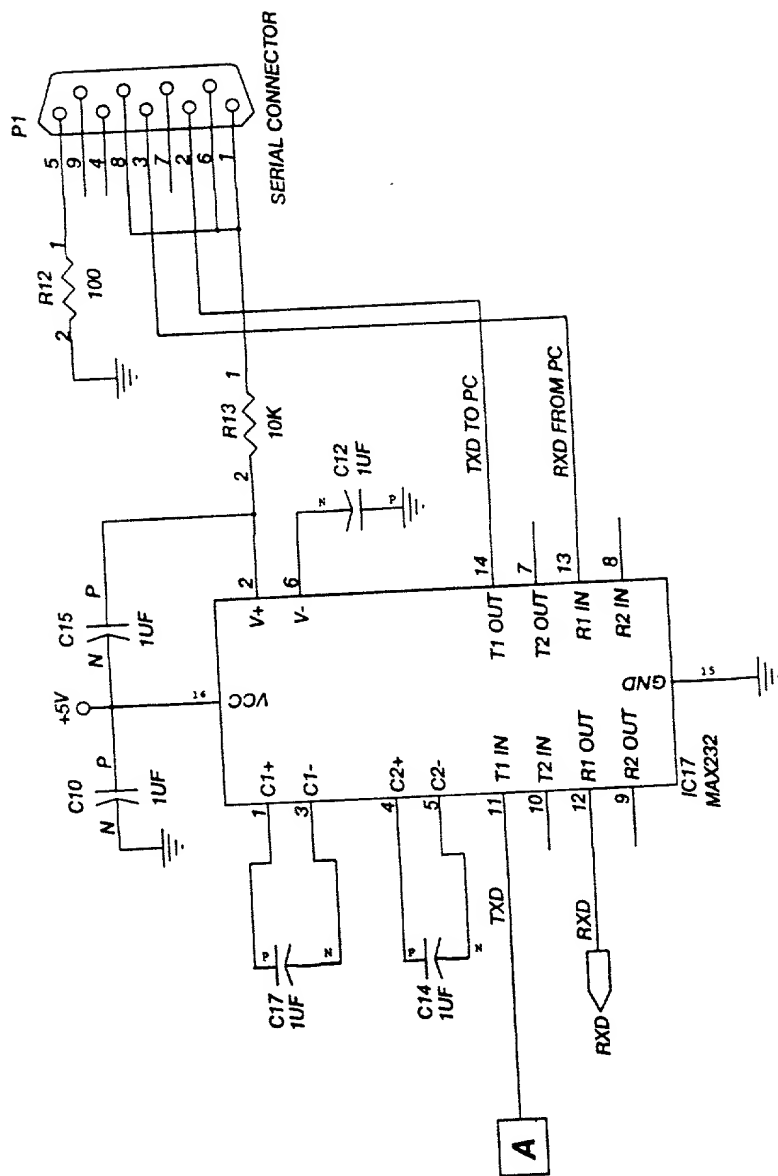 P1
5
9
4
8
3
7
2
6
1
SERIAL CONNECTOR
1
R12
100
2
1
R13
10K
2
+5V
C15
P
N
1UF
C10
P
N
1UF
C12
1UF
N
P
16
VCC
2
V+
6
V-
1
C1+
3
C1-
4
C2+
5
C2-
C17
1UF
P
N
C14
1UF
P
N
TXD TO PC
RXD FROM PC
14
T1 OUT
7
T2 OUT
13
R1 IN
8
R2 IN
11
T1 IN
10
T2 IN
12
R1 OUT
9
R2 OUT
GND
15
IC17
MAX232
TXD
RXD
RXD
A